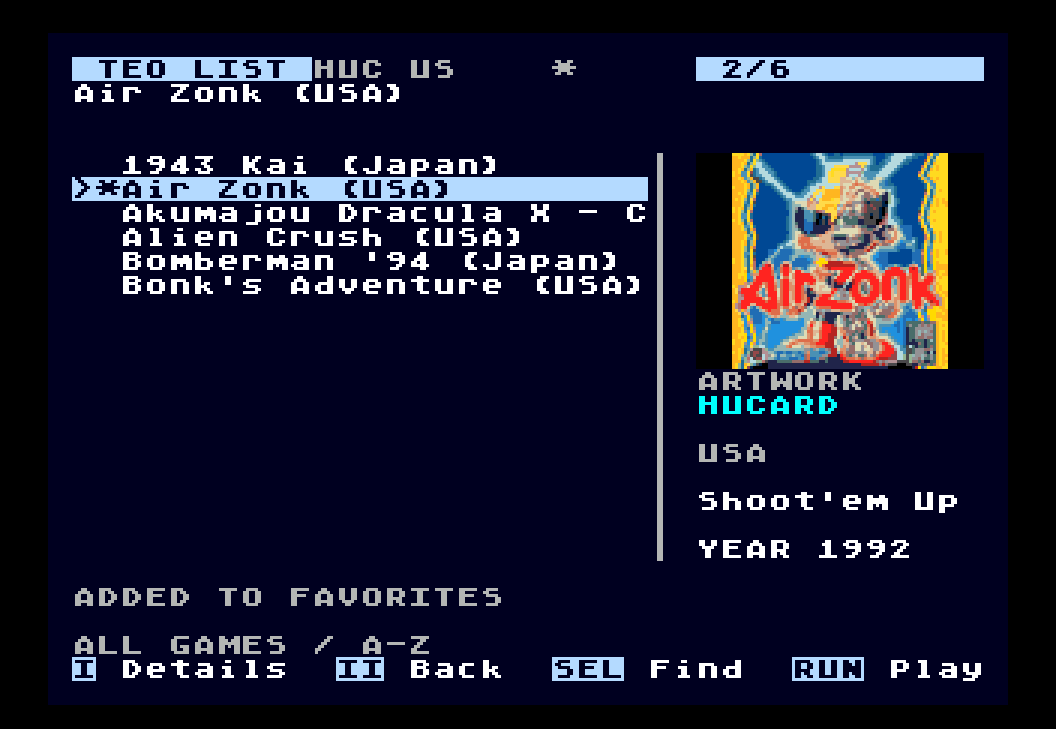 TEO LIST HUC US * 2/6
Air Zonk (USA)
1943 Kai (Japan)
>*Air Zonk (USA)
Akumajou Dracula X - C
Alien Crush (USA)
Bomberman '94 (Japan)
Bonk's Adventure (USA)
Air Zonk
ARTWORK
HUCARD
USA
Shoot'em Up
YEAR 1992
ADDED TO FAVORITES
ALL GAMES / A-Z
I Details II Back SEL Find RUN Play